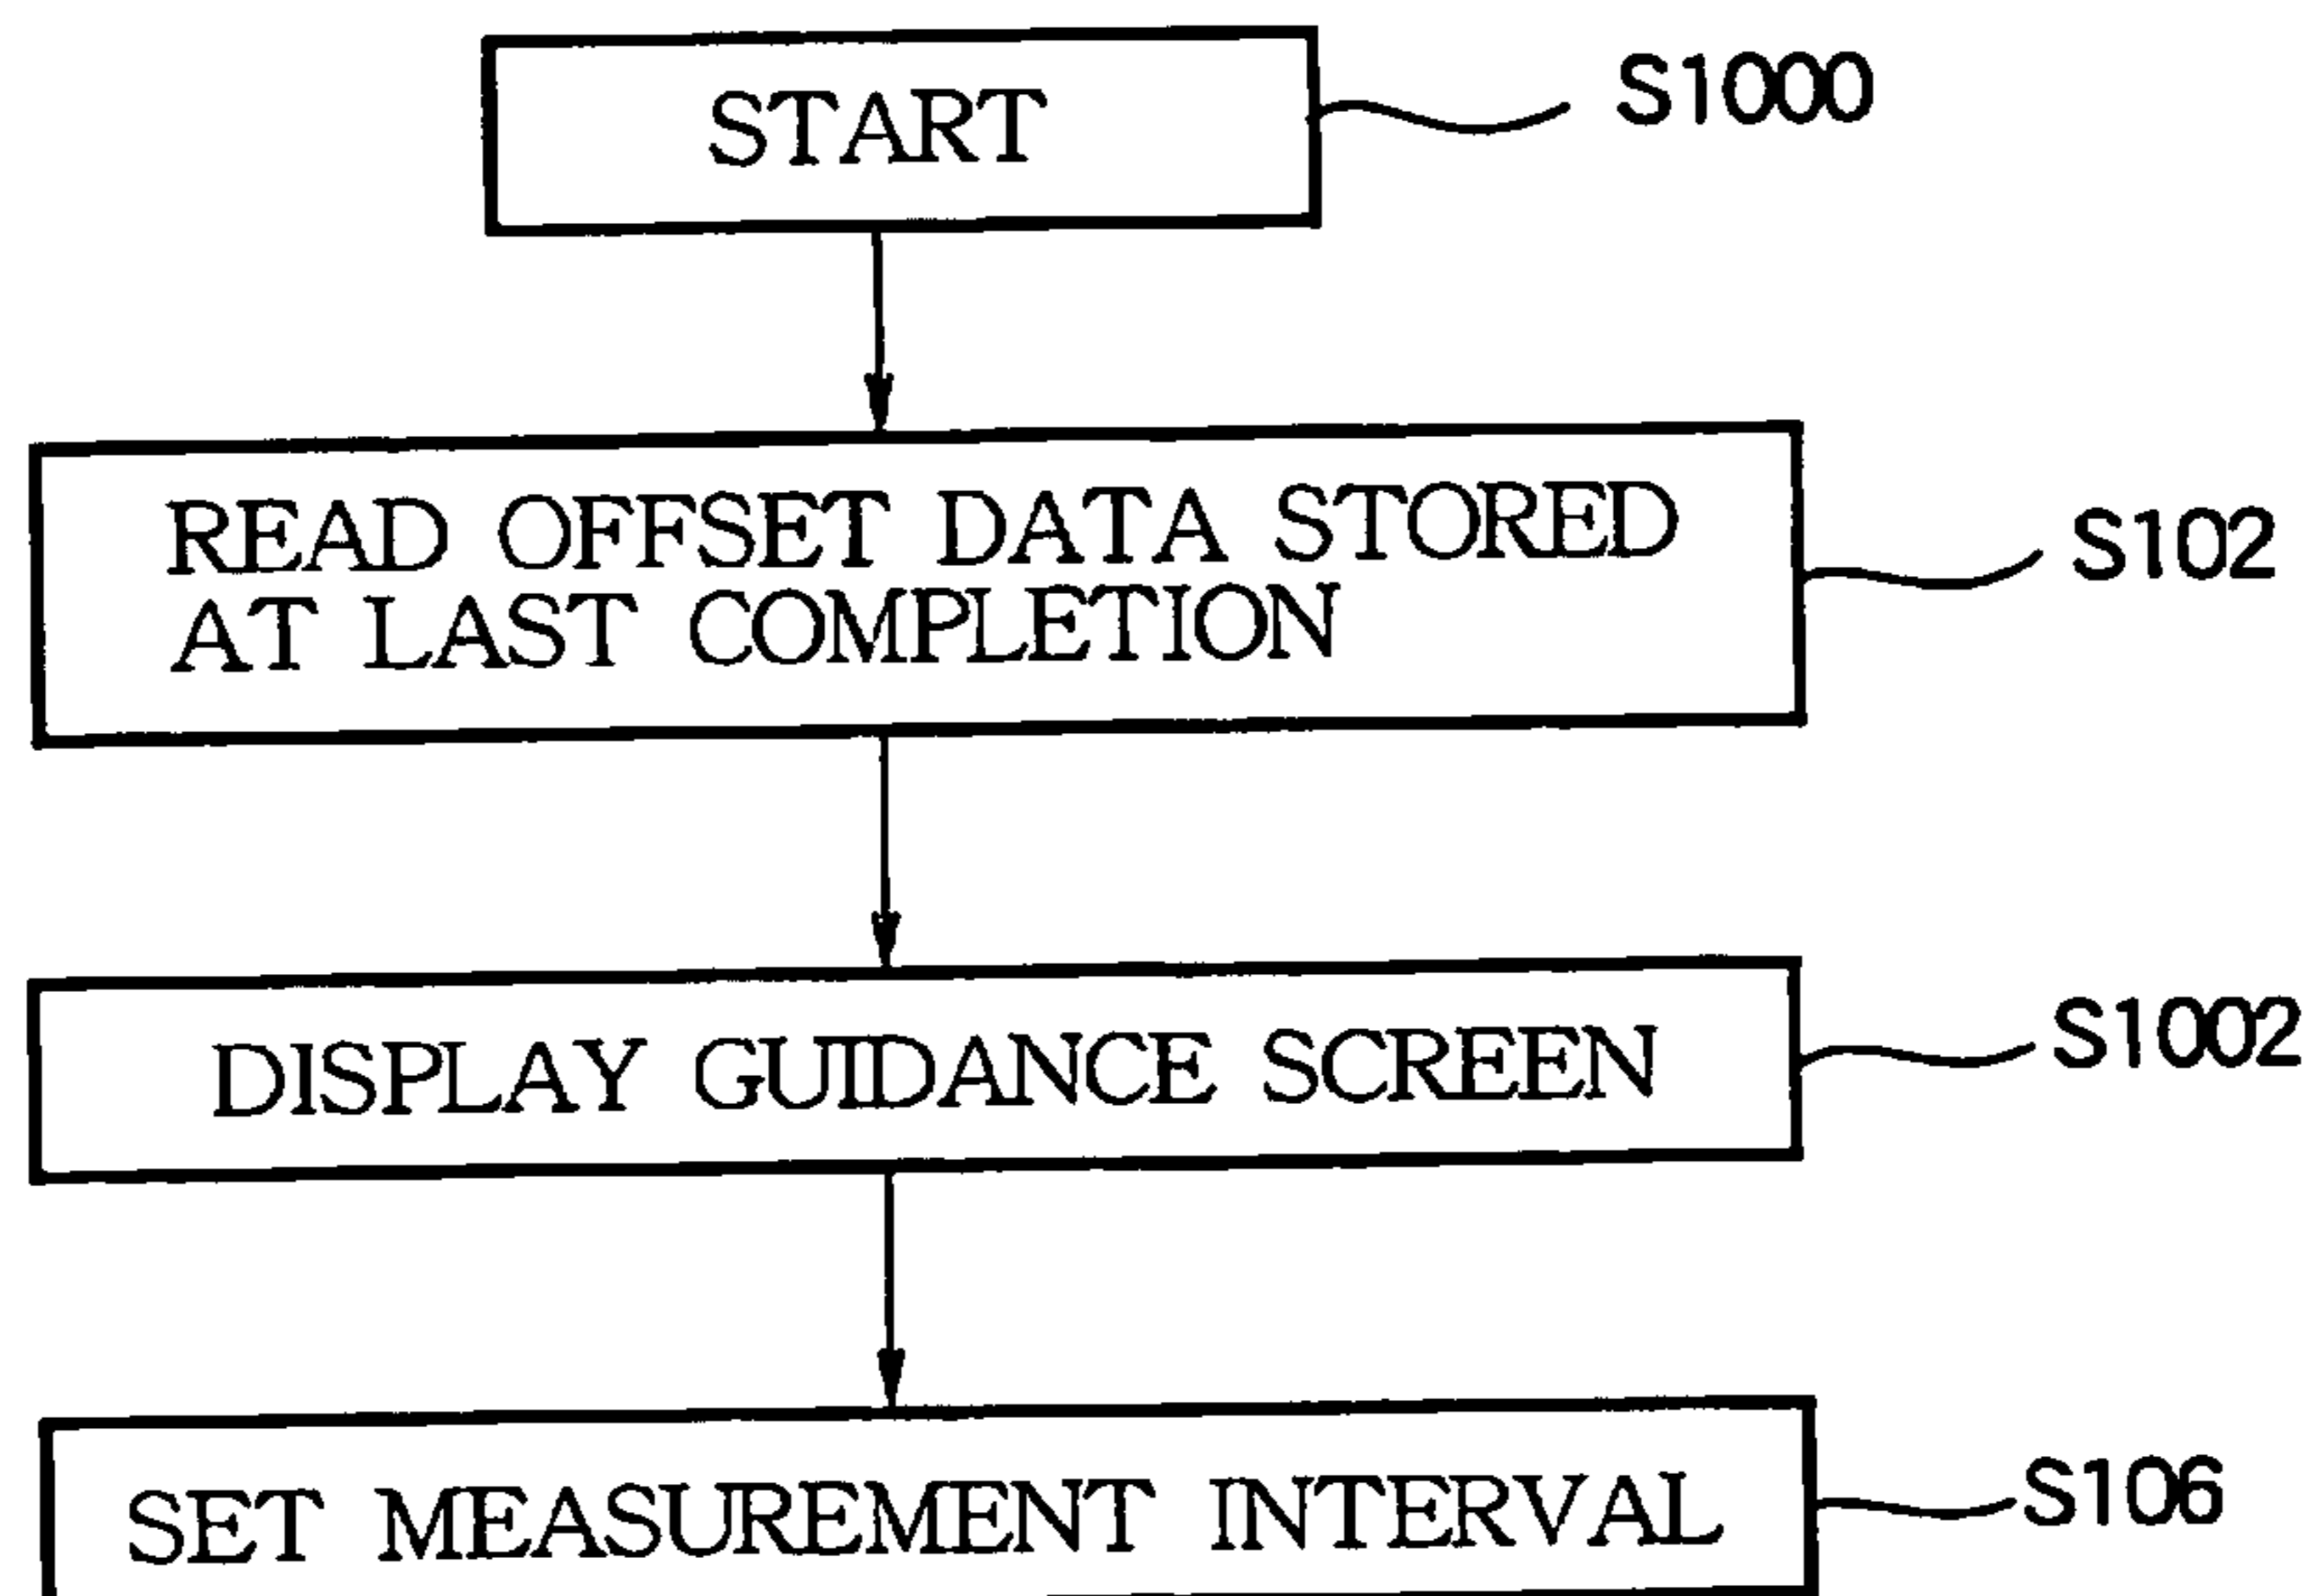 START
S1000
READ OFFSET DATA STORED
AT LAST COMPLETION
S102
DISPLAY GUIDANCE SCREEN
S1002
SET MEASUREMENT INTERVAL
S106